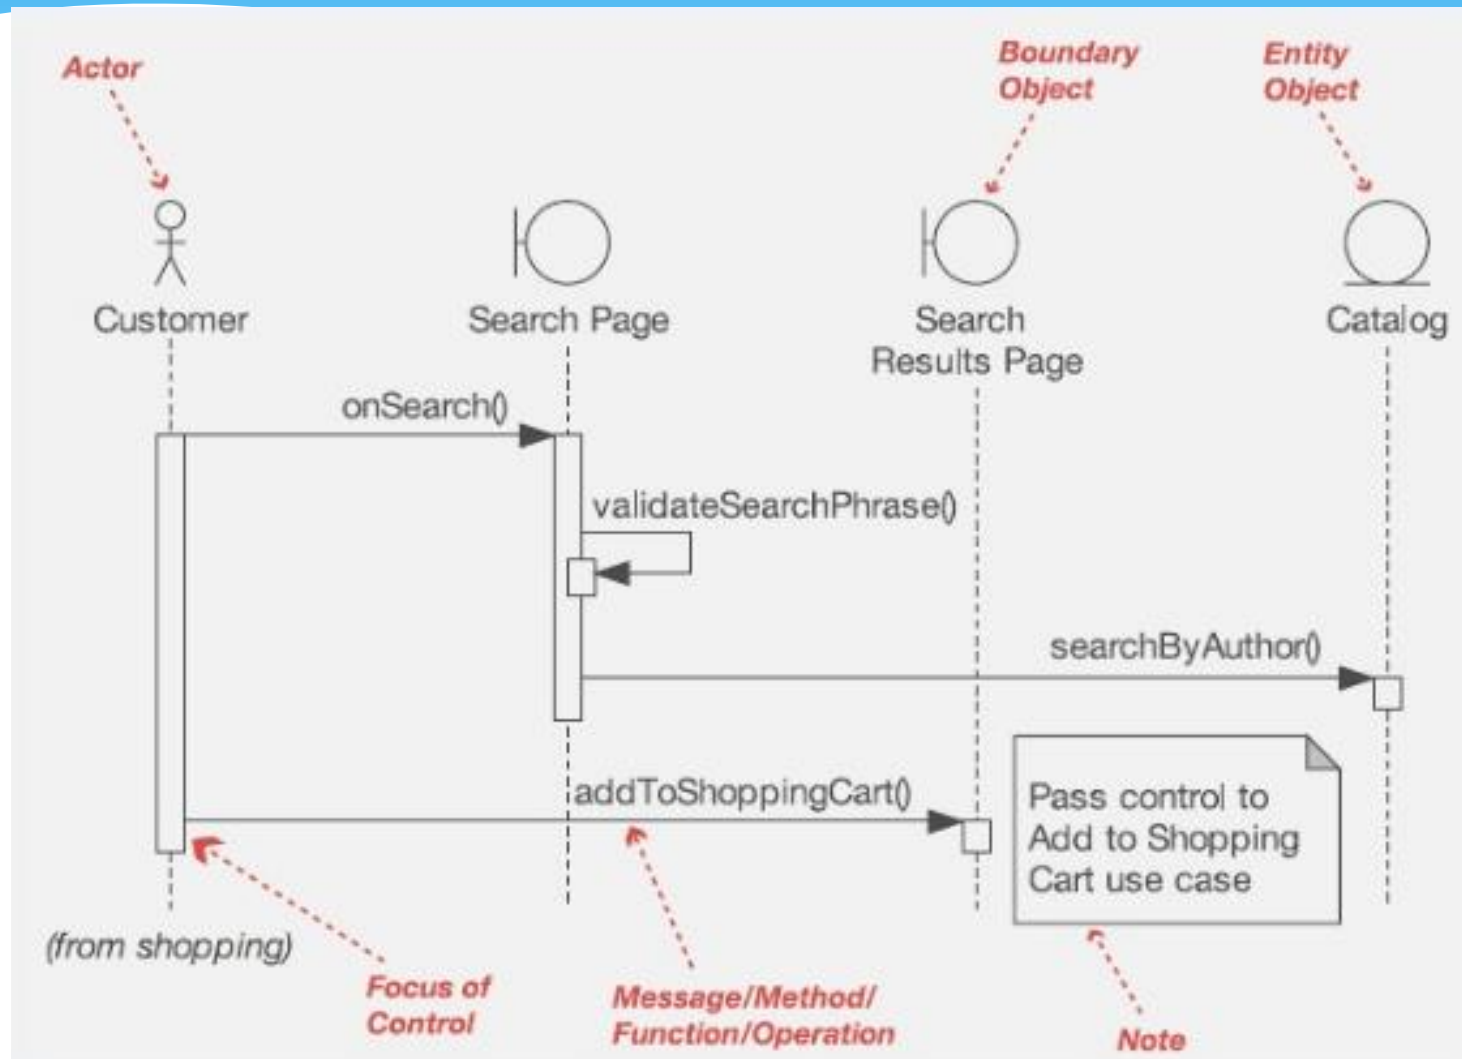 Actor
Boundary
Object
Entity
Object
Customer
Search Page
Search
Results Page
Catalog
onSearch()
validateSearchPhrase()
searchByAuthor()
addToShoppingCart()
Pass control to
Add to Shopping
Cart use case
(from shopping)
Focus of
Control
Message/Method/
Function/Operation
Note